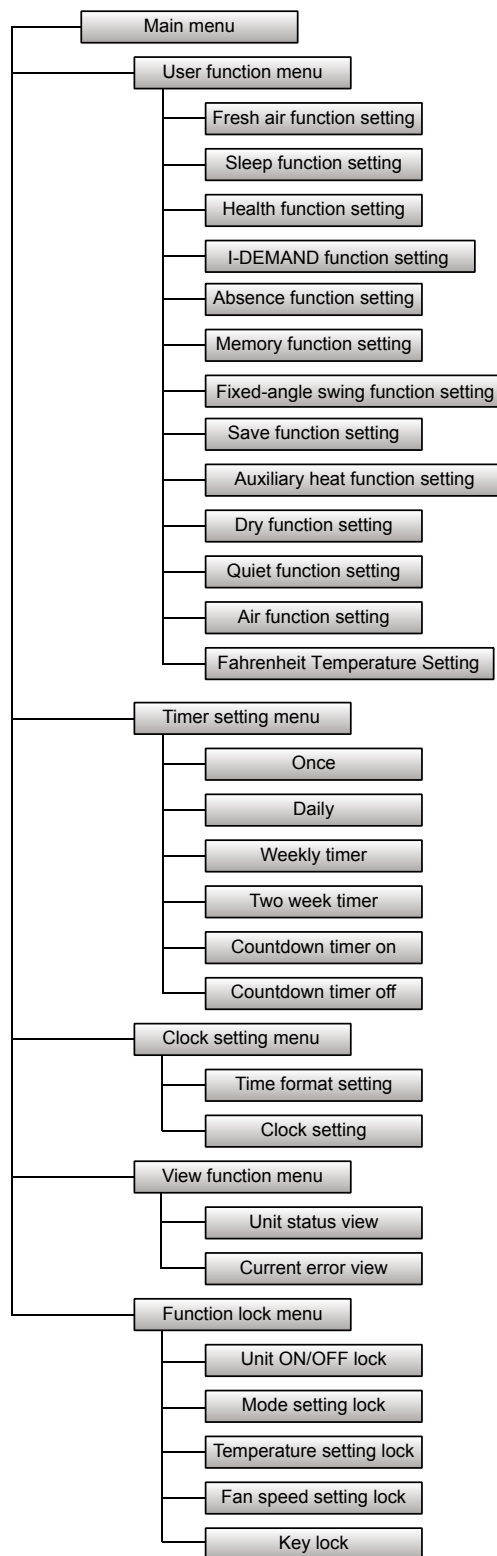 Main menu
User function menu
Fresh air function setting
Sleep function setting
Health function setting
I-DEMAND function setting
Absence function setting
Memory function setting
Fixed-angle swing function setting
Save function setting
Auxiliary heat function setting
Dry function setting
Quiet function setting
Air function setting
Fahrenheit Temperature Setting
Timer setting menu
Once
Daily
Weekly timer
Two week timer
Countdown timer on
Countdown timer off
Clock setting menu
Time format setting
Clock setting
View function menu
Unit status view
Current error view
Function lock menu
Unit ON/OFF lock
Mode setting lock
Temperature setting lock
Fan speed setting lock
Key lock